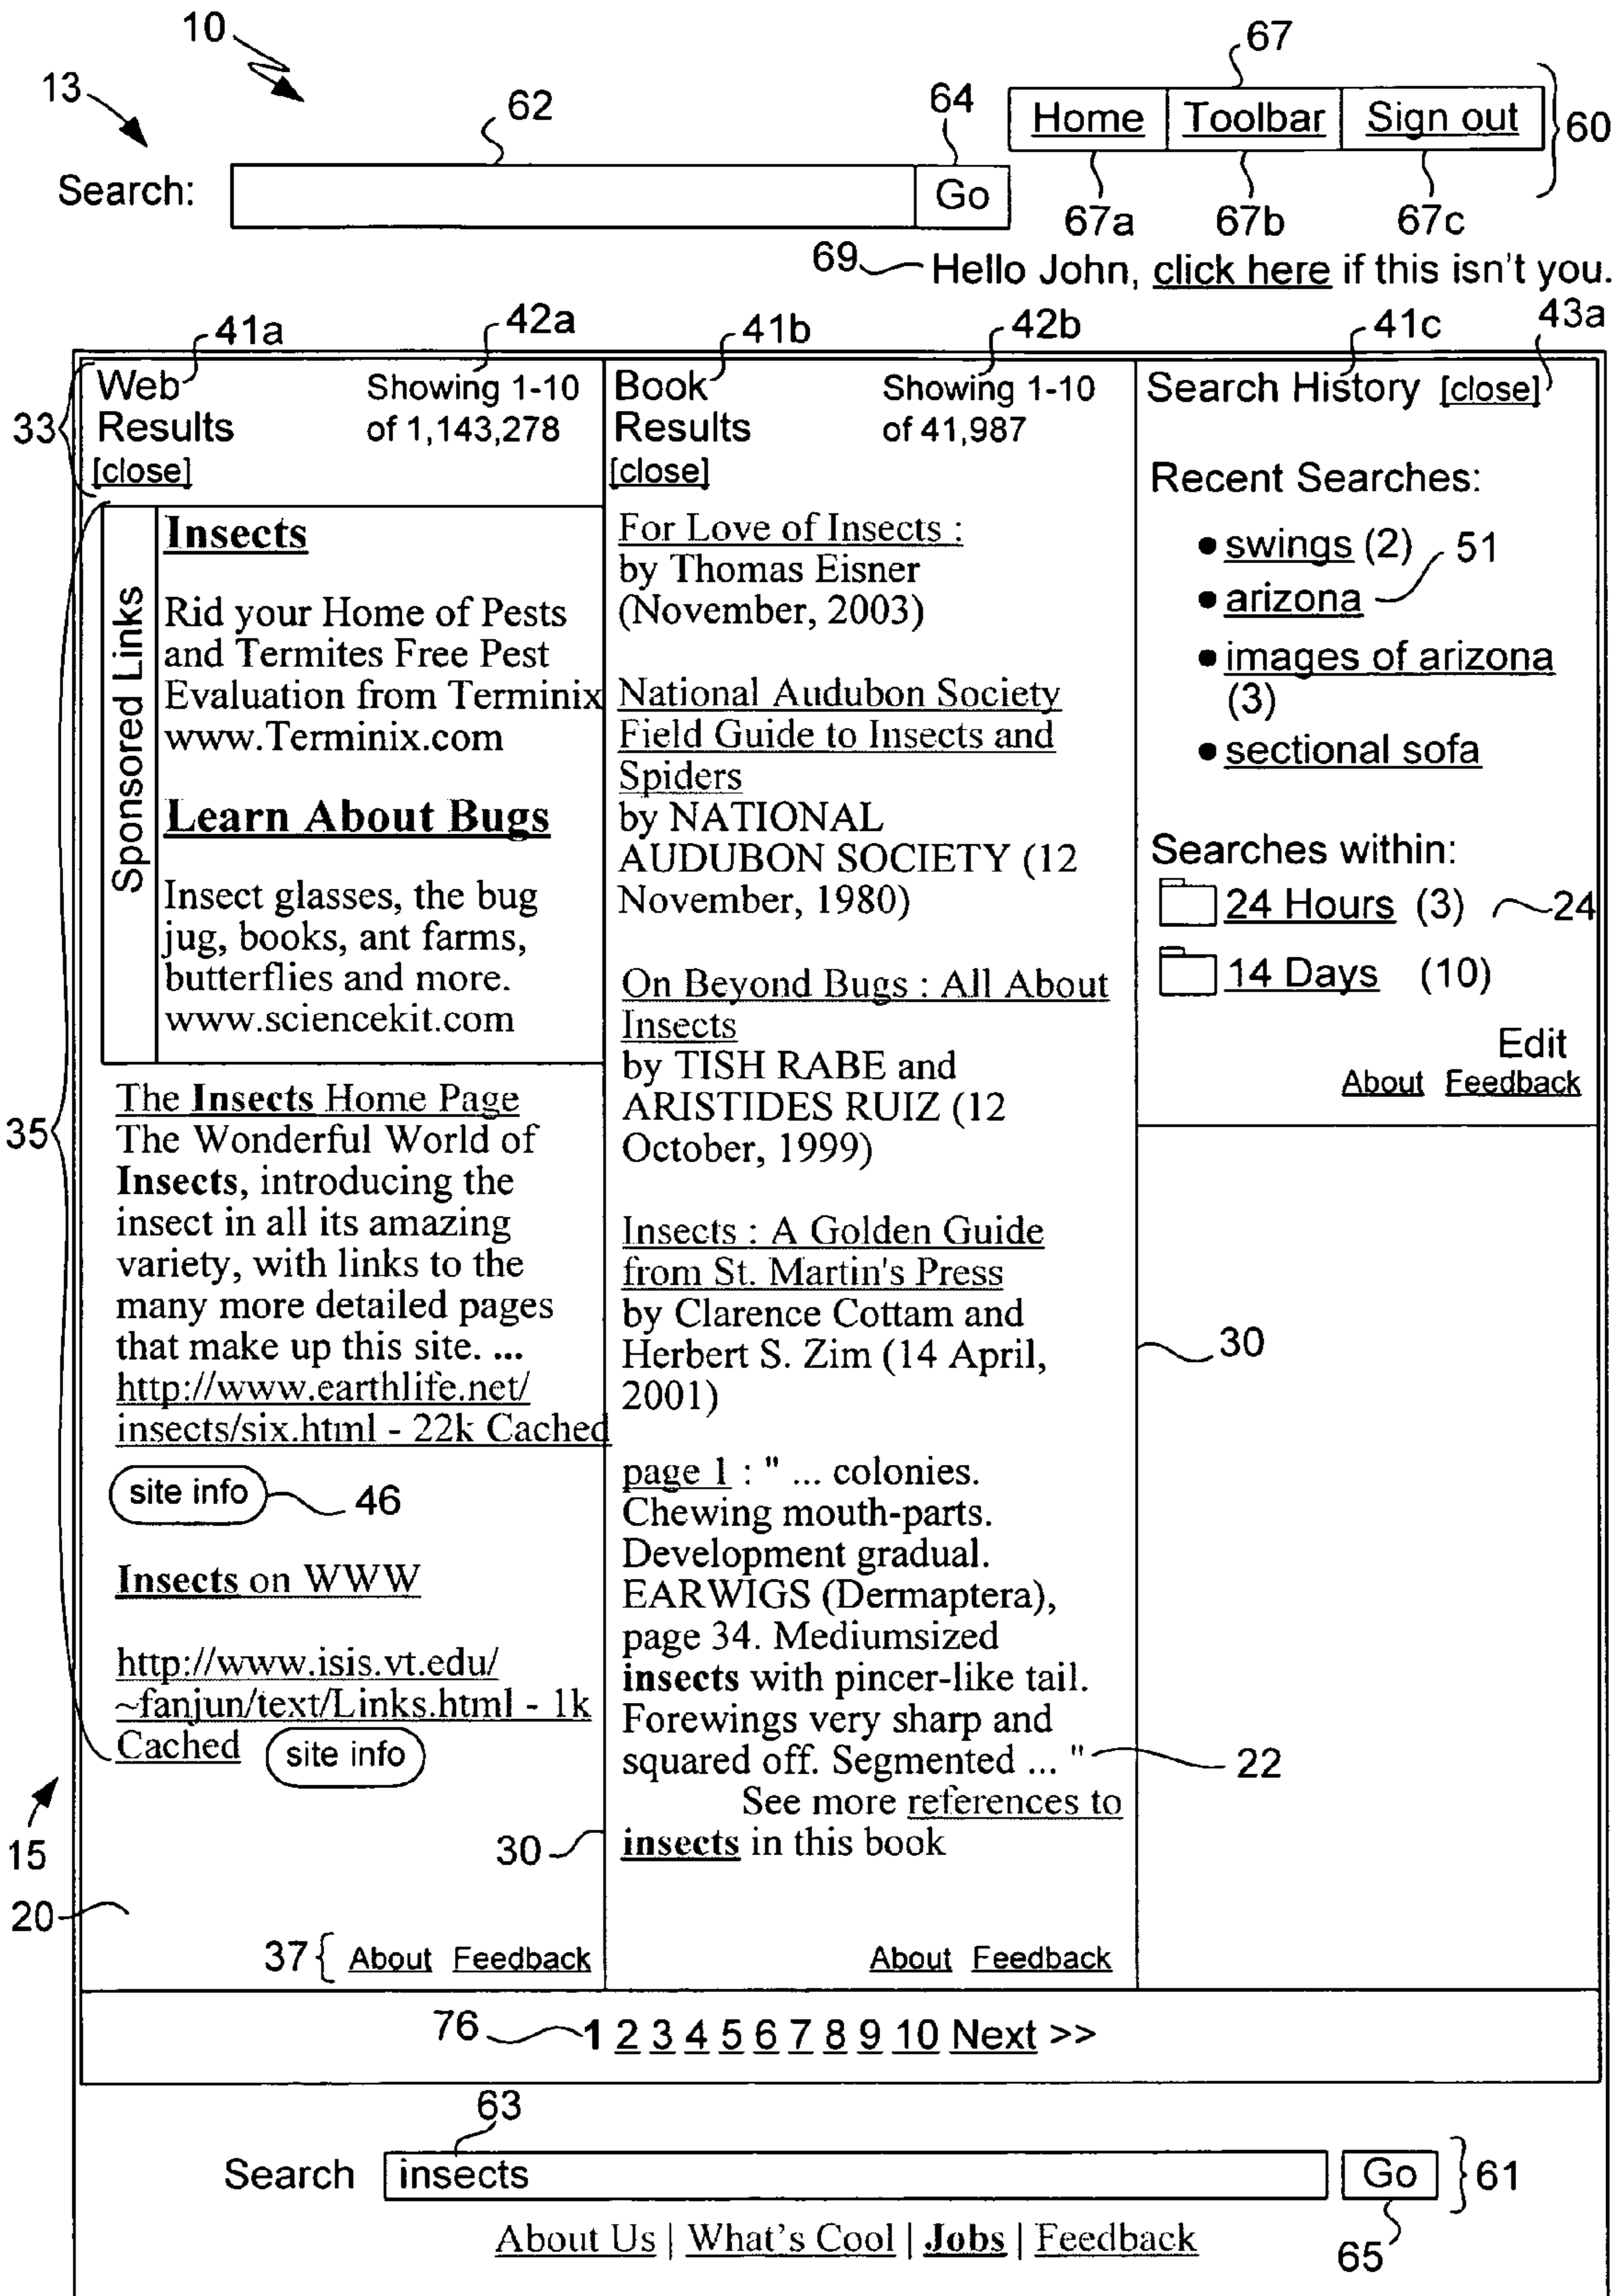 10
67
13
62
64
Home Toolbar Sign out
60
Search:
Go
67a 67b 67c
69 Hello John, click here if this isn't you.
41a 42a 41b 42b 41c 43a
33
Web
Results
[close]
Showing 1-10
of 1,143,278
Book
Results
[close]
Showing 1-10
of 41,987
Search History [close]
35
Sponsored Links
Insects
Rid your Home of Pests
and Termites Free Pest
Evaluation from Terminix
www.Terminix.com
Learn About Bugs
Insect glasses, the bug
jug, books, ant farms,
butterflies and more.
www.sciencekit.com
The Insects Home Page
The Wonderful World of
Insects, introducing the
insect in all its amazing
variety, with links to the
many more detailed pages
that make up this site. ...
http://www.earthlife.net/
insects/six.html - 22k Cached
site info 46
Insects on WWW
http://www.isis.vt.edu/
~fanjun/text/Links.html - 1k
Cached site info
15
20
30
37 About Feedback
For Love of Insects :
by Thomas Eisner
(November, 2003)
National Audubon Society
Field Guide to Insects and
Spiders
by NATIONAL
AUDUBON SOCIETY (12
November, 1980)
On Beyond Bugs : All About
Insects
by TISH RABE and
ARISTIDES RUIZ (12
October, 1999)
Insects : A Golden Guide
from St. Martin's Press
by Clarence Cottam and
Herbert S. Zim (14 April,
2001)
page 1 : " ... colonies.
Chewing mouth-parts.
Development gradual.
EARWIGS (Dermaptera),
page 34. Mediumsized
insects with pincer-like tail.
Forewings very sharp and
squared off. Segmented ... " 22
See more references to
insects in this book
About Feedback
Recent Searches:
• swings (2) 51
• arizona
• images of arizona
(3)
• sectional sofa
Searches within:
24 Hours (3) 24
14 Days (10)
Edit
About Feedback
30
76 1 2 3 4 5 6 7 8 9 10 Next >>
63
Search insects Go 61
65
About Us | What's Cool | Jobs | Feedback